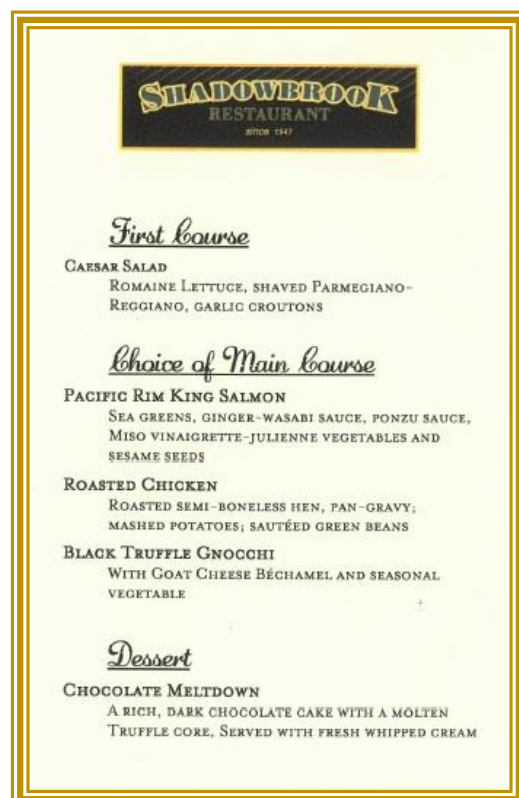 SHADOWBROOK
RESTAURANT
since 1947
First Course
CAESAR SALAD
ROMAINE LETTUCE, SHAVED PARMEGIANO-
REGGIANO, GARLIC CROUTONS
Choice of Main Course
PACIFIC RIM KING SALMON
SEA GREENS, GINGER-WASABI SAUCE, PONZU SAUCE,
MISO VINAIGRETTE-JULIENNE VEGETABLES AND
SESAME SEEDS
ROASTED CHICKEN
ROASTED SEMI-BONELESS HEN, PAN-GRAVY;
MASHED POTATOES; SAUTÉED GREEN BEANS
BLACK TRUFFLE GNOCCHI
WITH GOAT CHEESE BÉCHAMEL AND SEASONAL
VEGETABLE
Dessert
CHOCOLATE MELTDOWN
A RICH, DARK CHOCOLATE CAKE WITH A MOLTEN
TRUFFLE CORE, SERVED WITH FRESH WHIPPED CREAM